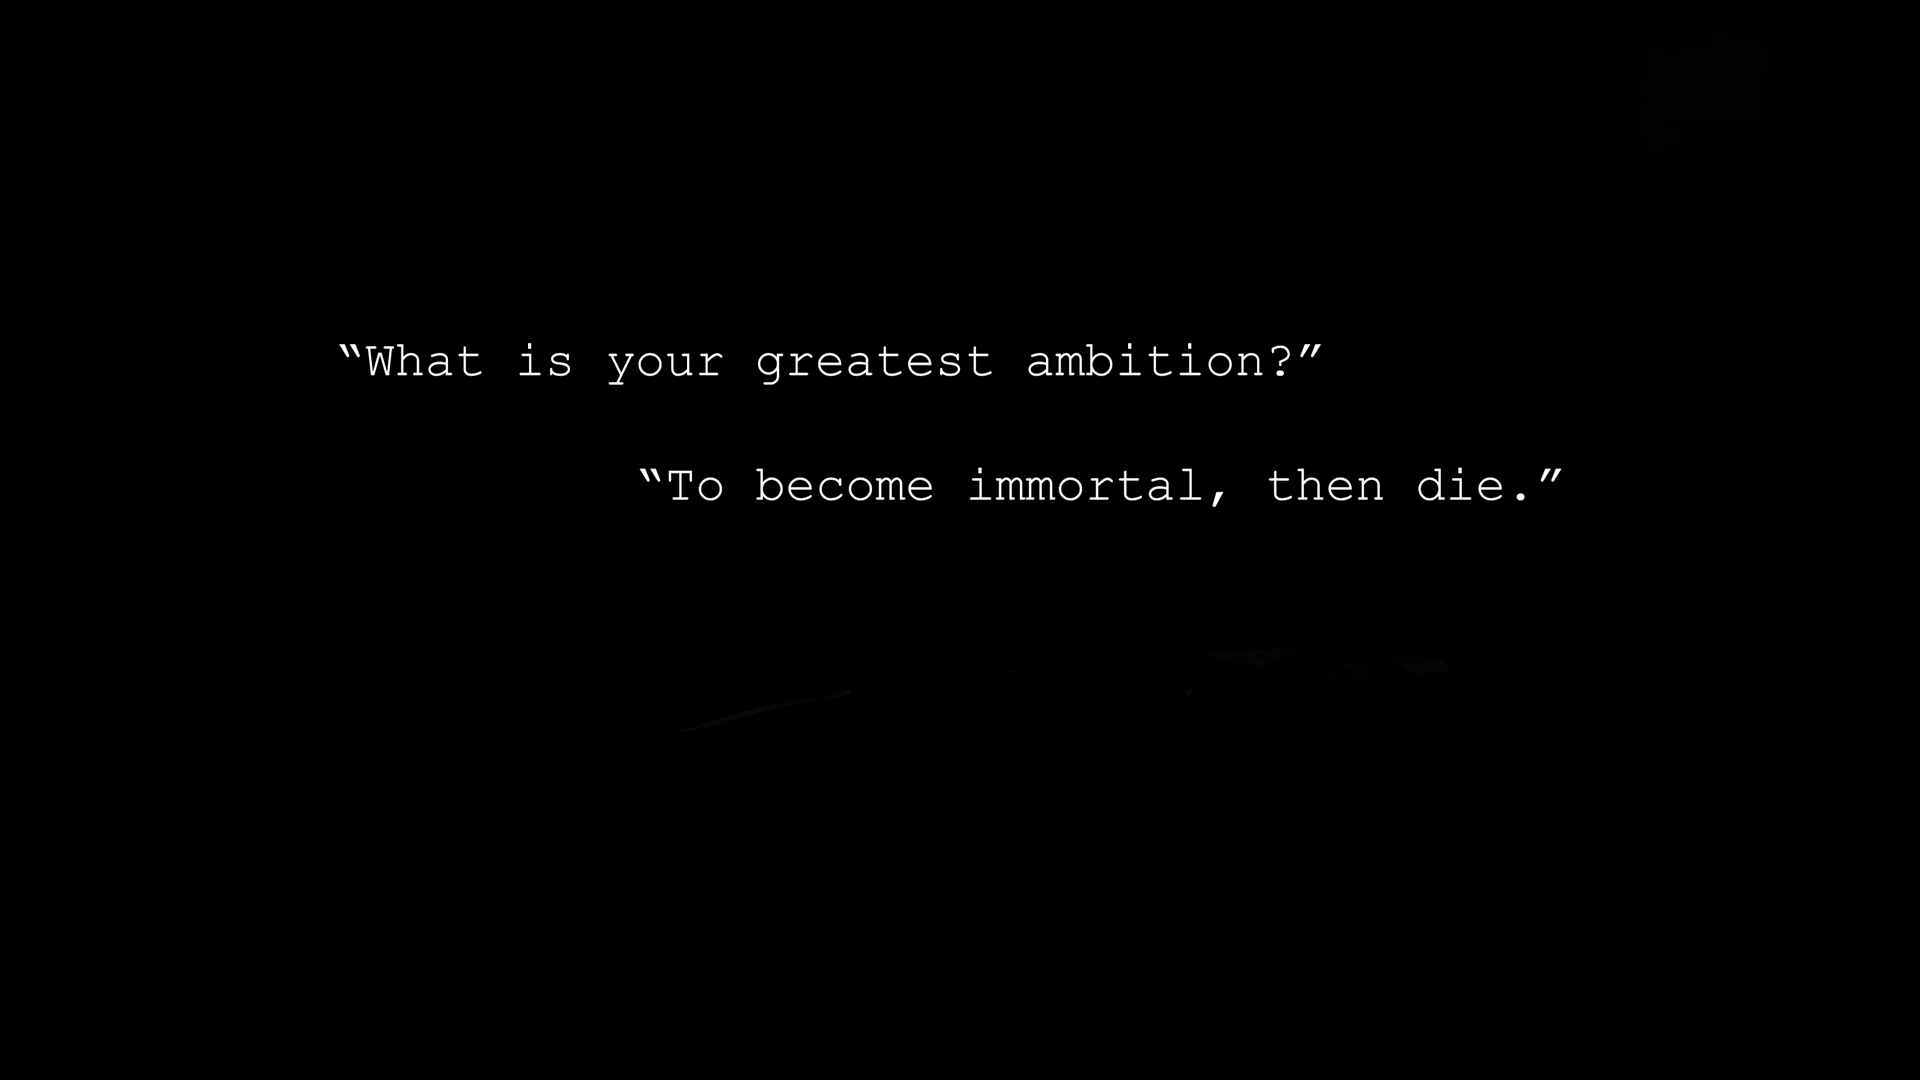 “What is your greatest ambition?”
“To become immortal, then die.”